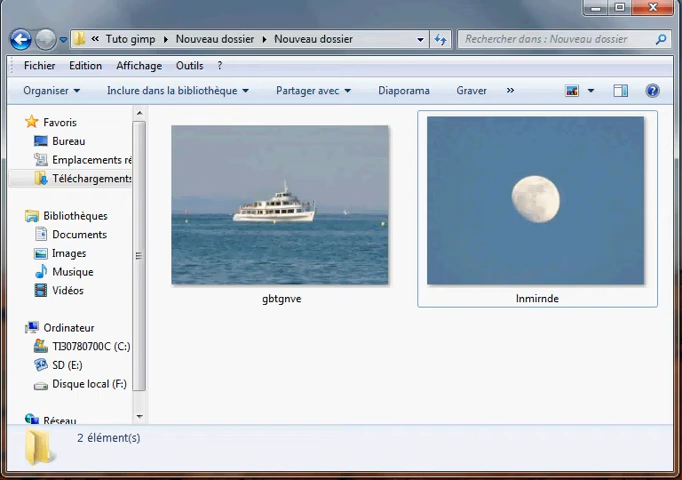 « Tuto gimp Nouveau dossier Nouveau dossier
Rechercher dans : Nouveau dossier
Fichier Edition Affichage Outils ?
Organiser Inclure dans la bibliothèque Partager avec Diaporama Graver »
Favoris
Bureau
Emplacements ré
Téléchargements
Bibliothèques
Documents
Images
Musique
Vidéos
Ordinateur
TI30780700C (C:)
SD (E:)
Disque local (F:)
Réseau
gbtgnve
lnmirnde
2 élément(s)